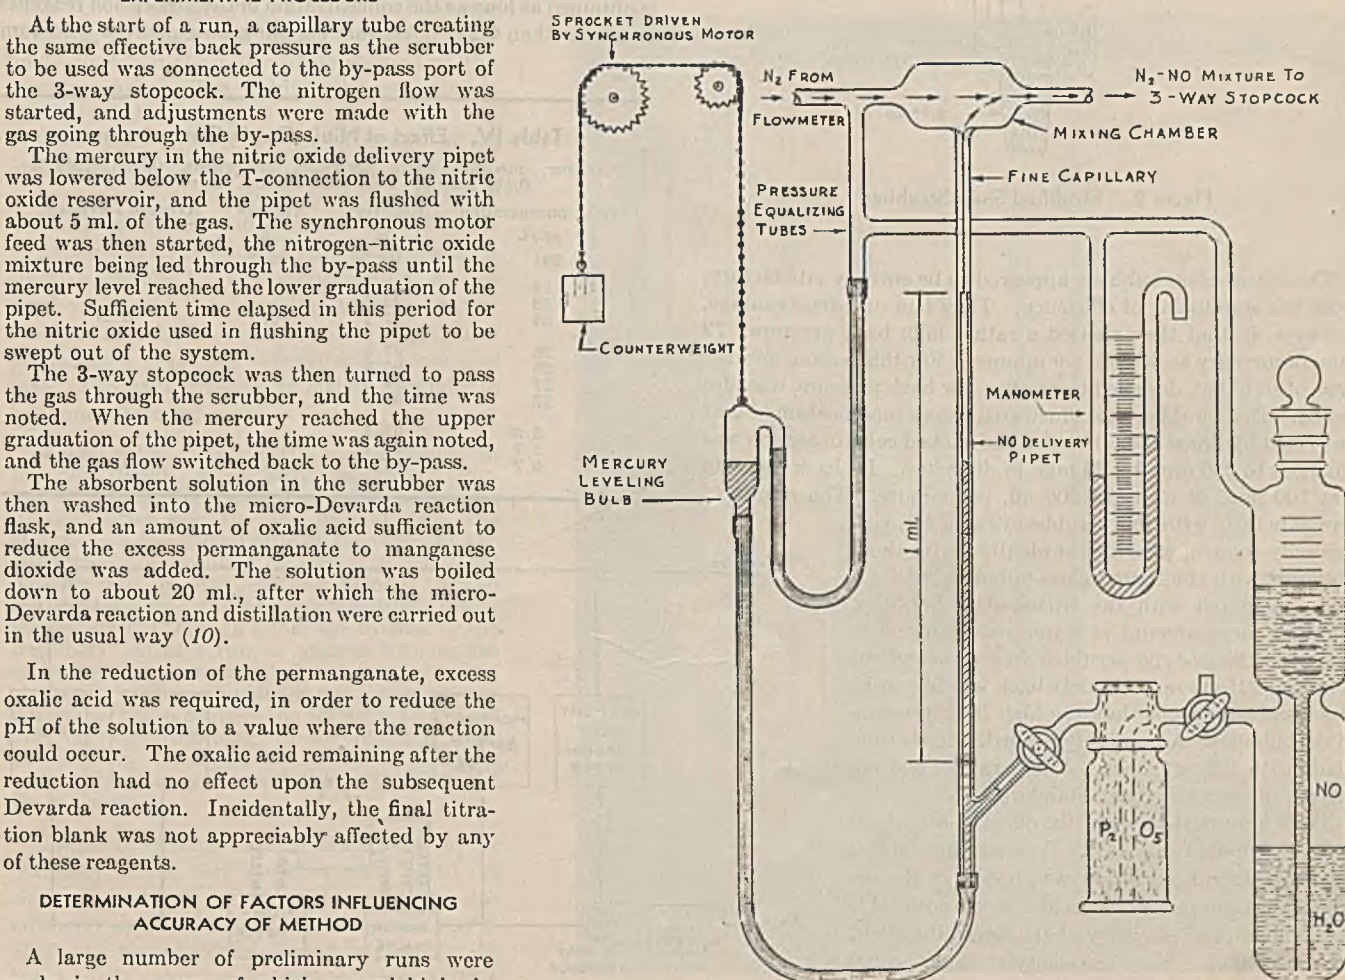 EXPERIMENTAL PROCEDURE
At the start of a run, a capillary tube creating
the same effective back pressure as the scrubber
to be used was connected to the by-pass port of
the 3-way stopcock. The nitrogen flow was
started, and adjustments were made with the
gas going through the by-pass.
The mercury in the nitric oxide delivery pipet
was lowered below the T-connection to the nitric
oxide reservoir, and the pipet was flushed with
about 5 ml. of the gas. The synchronous motor
feed was then started, the nitrogen–nitric oxide
mixture being led through the by-pass until the
mercury level reached the lower graduation of the
pipet. Sufficient time elapsed in this period for
the nitric oxide used in flushing the pipet to be
swept out of the system.
The 3-way stopcock was then turned to pass
the gas through the scrubber, and the time was
noted. When the mercury reached the upper
graduation of the pipet, the time was again noted,
and the gas flow switched back to the by-pass.
The absorbent solution in the scrubber was
then washed into the micro-Devarda reaction
flask, and an amount of oxalic acid sufficient to
reduce the excess permanganate to manganese
dioxide was added. The solution was boiled
down to about 20 ml., after which the micro-
Devarda reaction and distillation were carried out
in the usual way (10).
In the reduction of the permanganate, excess
oxalic acid was required, in order to reduce the
pH of the solution to a value where the reaction
could occur. The oxalic acid remaining after the
reduction had no effect upon the subsequent
Devarda reaction. Incidentally, the final titra-
tion blank was not appreciably affected by any
of these reagents.
DETERMINATION OF FACTORS INFLUENCING
ACCURACY OF METHOD
A large number of preliminary runs were
SPROCKET DRIVEN
BY SYNCHRONOUS MOTOR
N₂ FROM
FLOWMETER
N₂-NO MIXTURE TO
3-WAY STOPCOCK
MIXING CHAMBER
FINE CAPILLARY
PRESSURE
EQUALIZING
TUBES
COUNTERWEIGHT
MANOMETER
NO DELIVERY
PIPET
MERCURY
LEVELING
BULB
1 ml
P₂ O₅
NO
H₂O